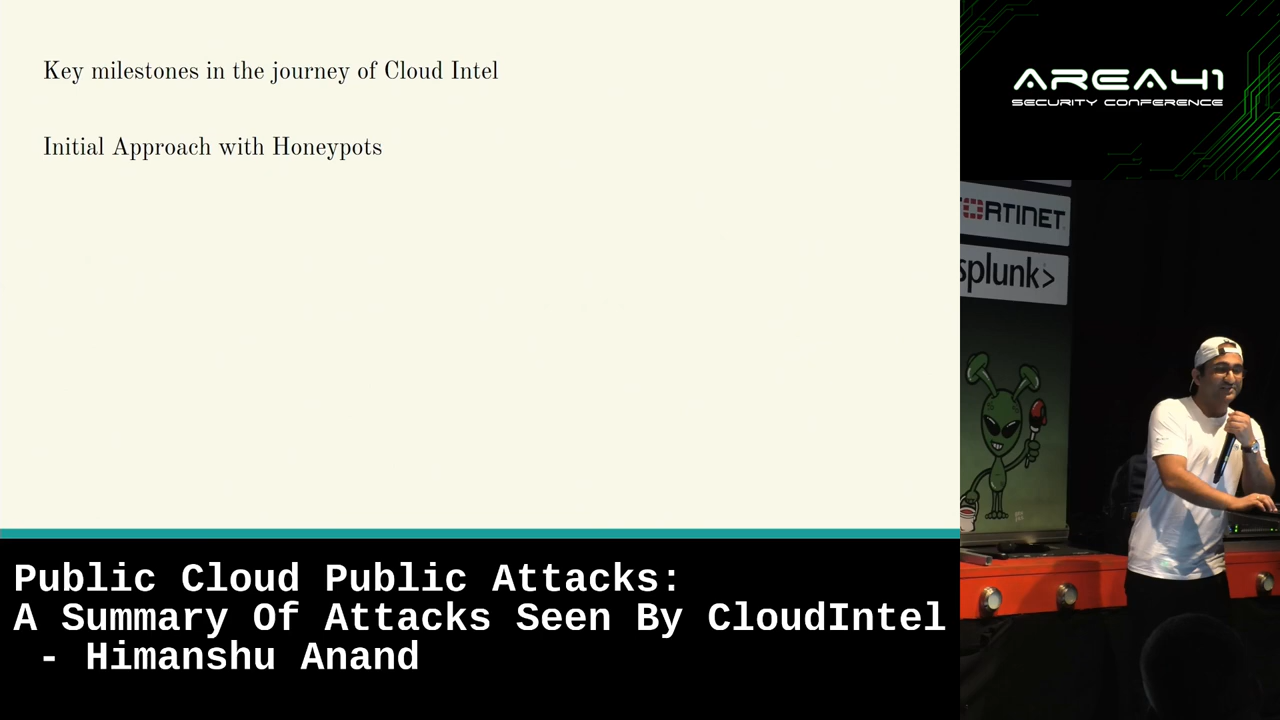 Key milestones in the journey of Cloud Intel
Initial Approach with Honeypots
AREA41
SECURITY CONFERENCE
FORTINET
splunk>
Public Cloud Public Attacks:
A Summary Of Attacks Seen By CloudIntel
- Himanshu Anand